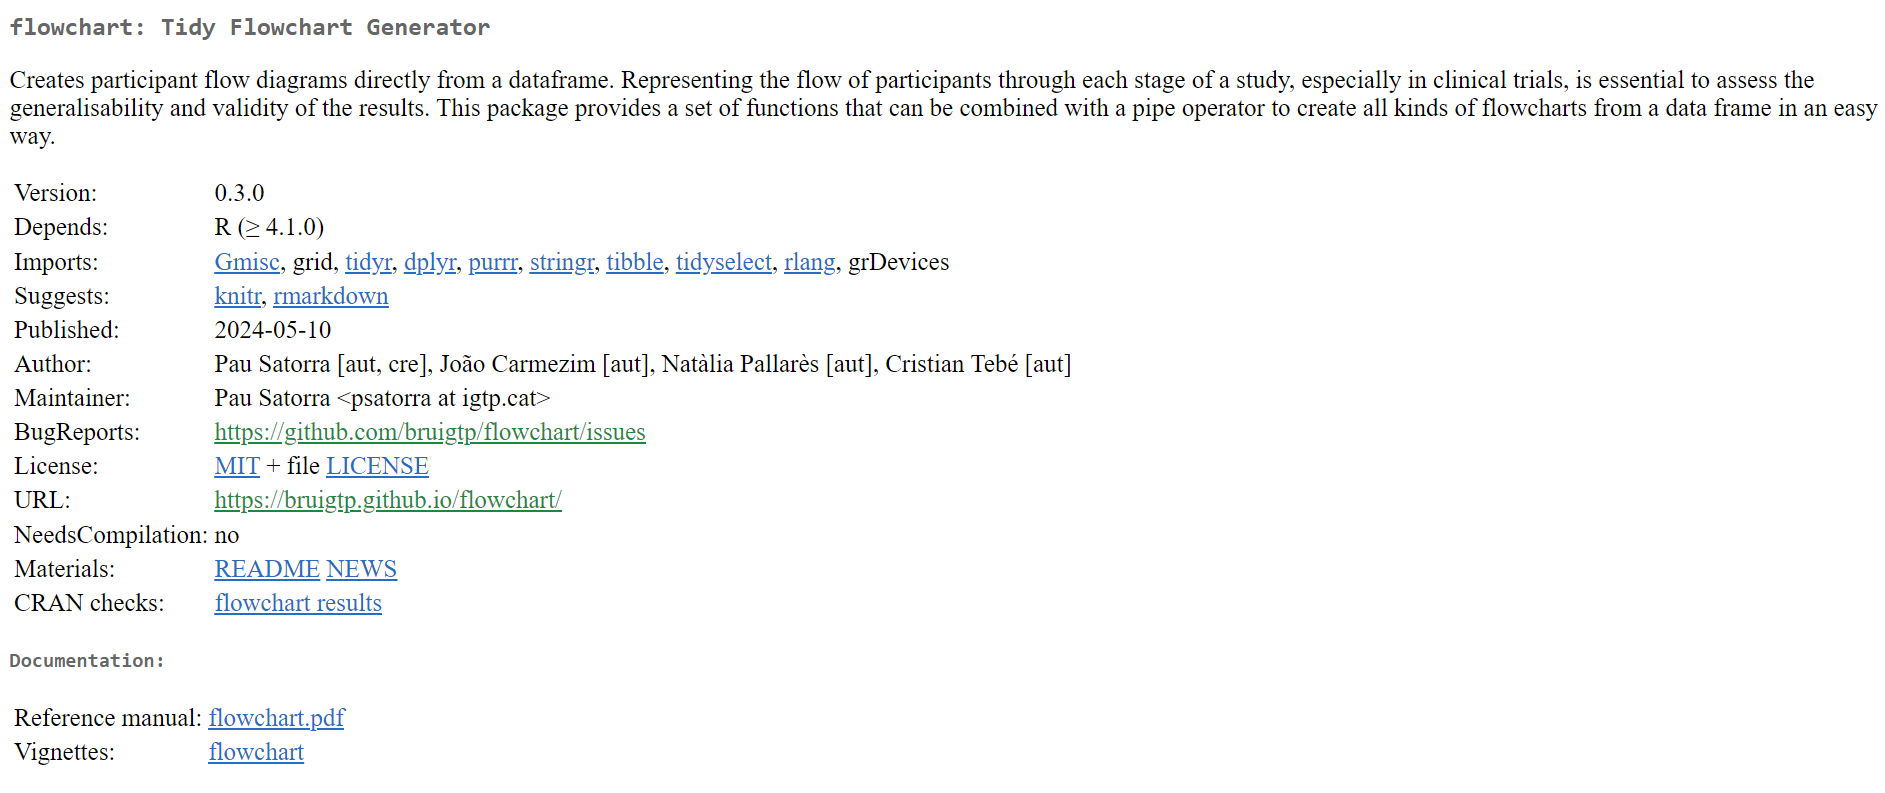 flowchart: Tidy Flowchart Generator
Creates participant flow diagrams directly from a dataframe. Representing the flow of participants through each stage of a study, especially in clinical trials, is essential to assess the
generalisability and validity of the results. This package provides a set of functions that can be combined with a pipe operator to create all kinds of flowcharts from a data frame in an easy
way.
Version: 0.3.0
Depends: R (≥ 4.1.0)
Imports: Gmisc, grid, tidyr, dplyr, purrr, stringr, tibble, tidyselect, rlang, grDevices
Suggests: knitr, rmarkdown
Published: 2024-05-10
Author: Pau Satorra [aut, cre], João Carmezim [aut], Natàlia Pallarès [aut], Cristian Tebé [aut]
Maintainer: Pau Satorra <psatorra at igtp.cat>
BugReports: https://github.com/bruigtp/flowchart/issues
License: MIT + file LICENSE
URL: https://bruigtp.github.io/flowchart/
NeedsCompilation: no
Materials: README NEWS
CRAN checks: flowchart results
Documentation:
Reference manual: flowchart.pdf
Vignettes: flowchart